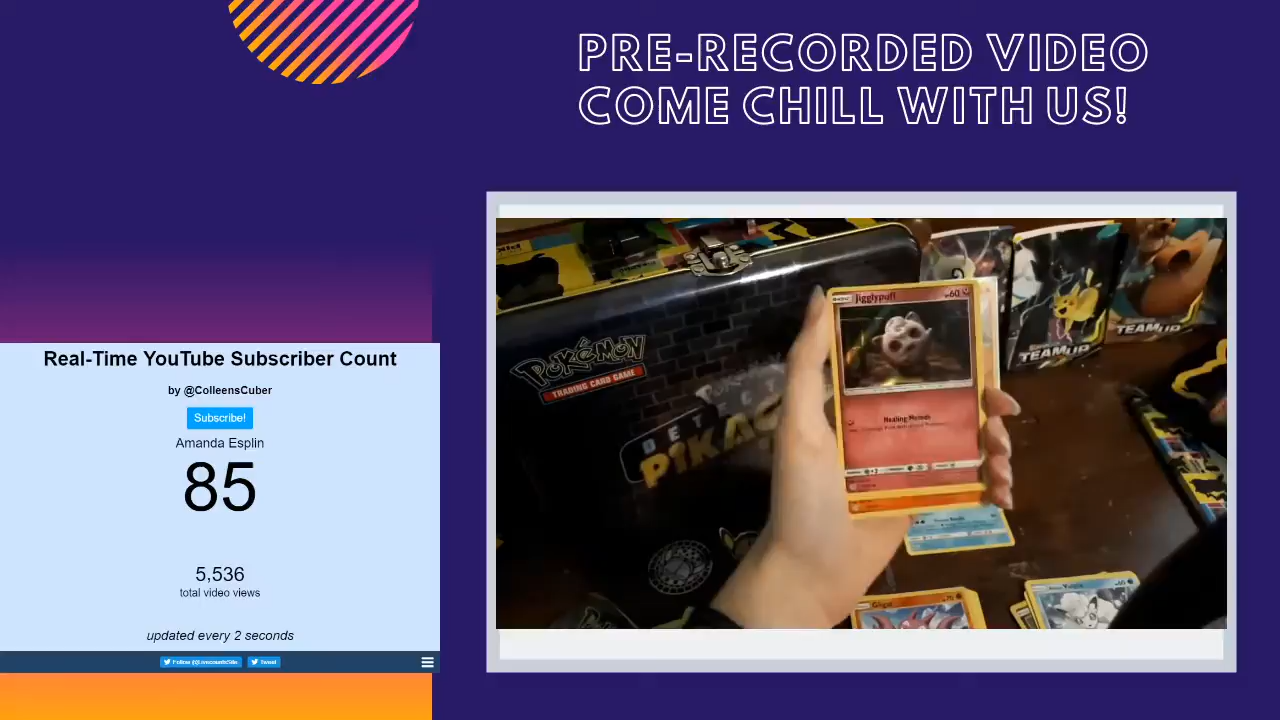 PRE-RECORDED VIDEO
COME CHILL WITH US!
Real-Time YouTube Subscriber Count
by @ColleensCuber
Subscribe!
Amanda Esplin
85
5,536
total video views
updated every 2 seconds
Tweet
POKÉMON
TRADING CARD GAME
DETECTIVE
PIKACHU
Jigglypuff
60
TEAM UP
TEAM UP
70
60